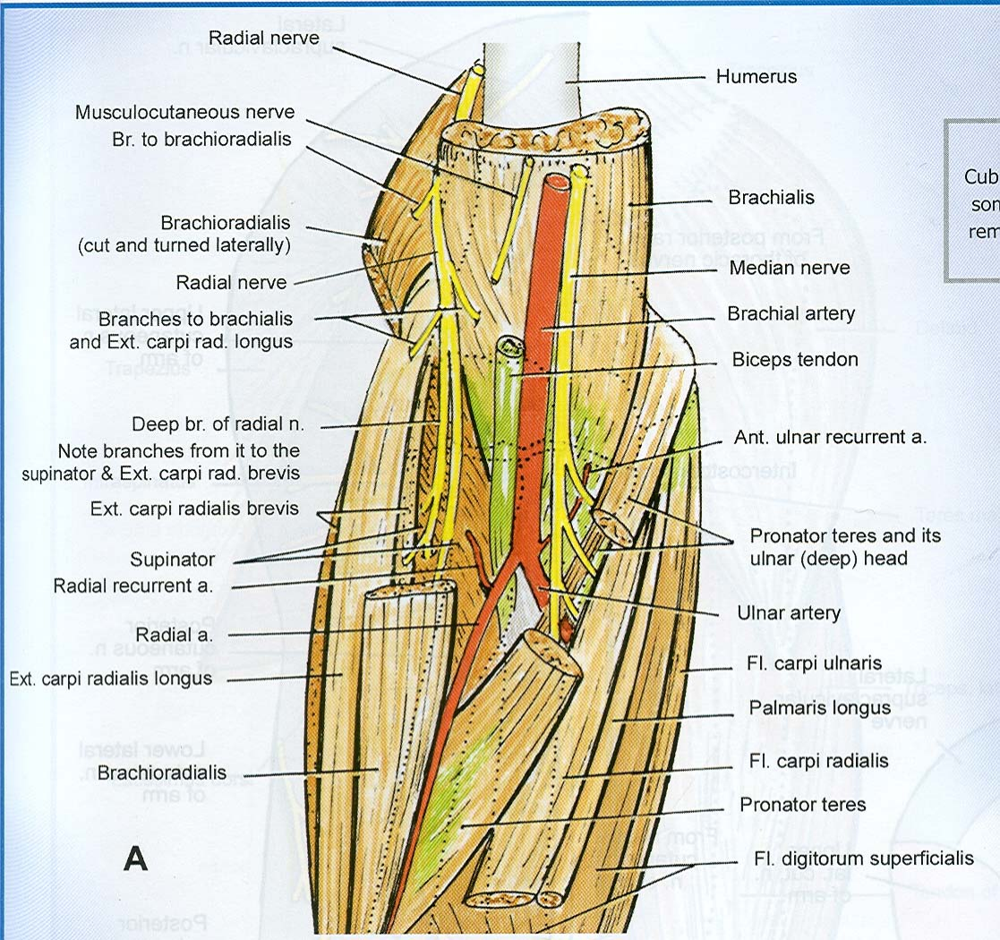 Radial nerve
Musculocutaneous nerve
Br. to brachioradialis
Brachioradialis
(cut and turned laterally)
Radial nerve
Branches to brachialis
and Ext. carpi rad. longus
Deep br. of radial n.
Note branches from it to the
supinator & Ext. carpi rad. brevis
Ext. carpi radialis brevis
Supinator
Radial recurrent a.
Radial a.
Ext. carpi radialis longus
Brachioradialis
A
Humerus
Brachialis
Median nerve
Brachial artery
Biceps tendon
Ant. ulnar recurrent a.
Pronator teres and its
ulnar (deep) head
Ulnar artery
Fl. carpi ulnaris
Palmaris longus
Fl. carpi radialis
Pronator teres
Fl. digitorum superficialis
Cub
son
rem